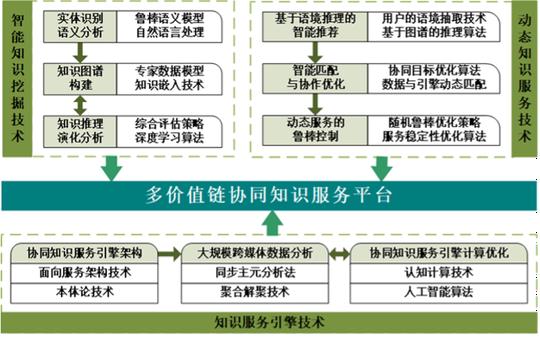 智能知识挖掘技术
实体识别
语义分析
鲁棒语义模型
自然语言处理
知识图谱
构建
专家数据模型
知识嵌入技术
知识推理
演化分析
综合评估策略
深度学习算法
基于语境推理的
智能推荐
用户的语境抽取技术
基于图谱的推理算法
智能匹配
与协作优化
协同目标优化算法
数据与引擎动态匹配
动态服务的
鲁棒控制
随机鲁棒优化策略
服务稳定性优化算法
动态知识服务技术
多价值链协同知识服务平台
协同知识服务引擎架构
面向服务架构技术
本体论技术
大规模跨媒体数据分析
同步主元分析法
聚合解聚技术
协同知识服务引擎计算优化
认知计算技术
人工智能算法
知识服务引擎技术